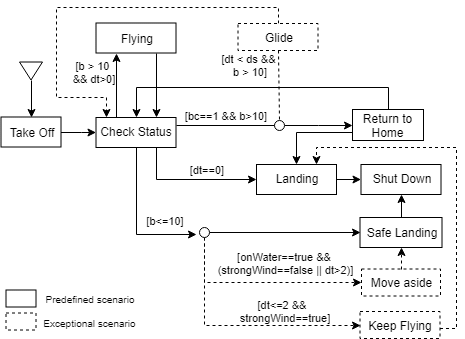 Flying
Glide
[b > 10
&& dt>0]
[dt < ds &&
b > 10]
Take Off
Check Status
[bc==1 && b>10]
Return to
Home
[dt==0]
Landing
Shut Down
[b<=10]
Safe Landing
[onWater==true &&
(strongWind==false || dt>2)]
Move aside
[dt<=2 &&
strongWind==true]
Keep Flying
Predefined scenario
Exceptional scenario